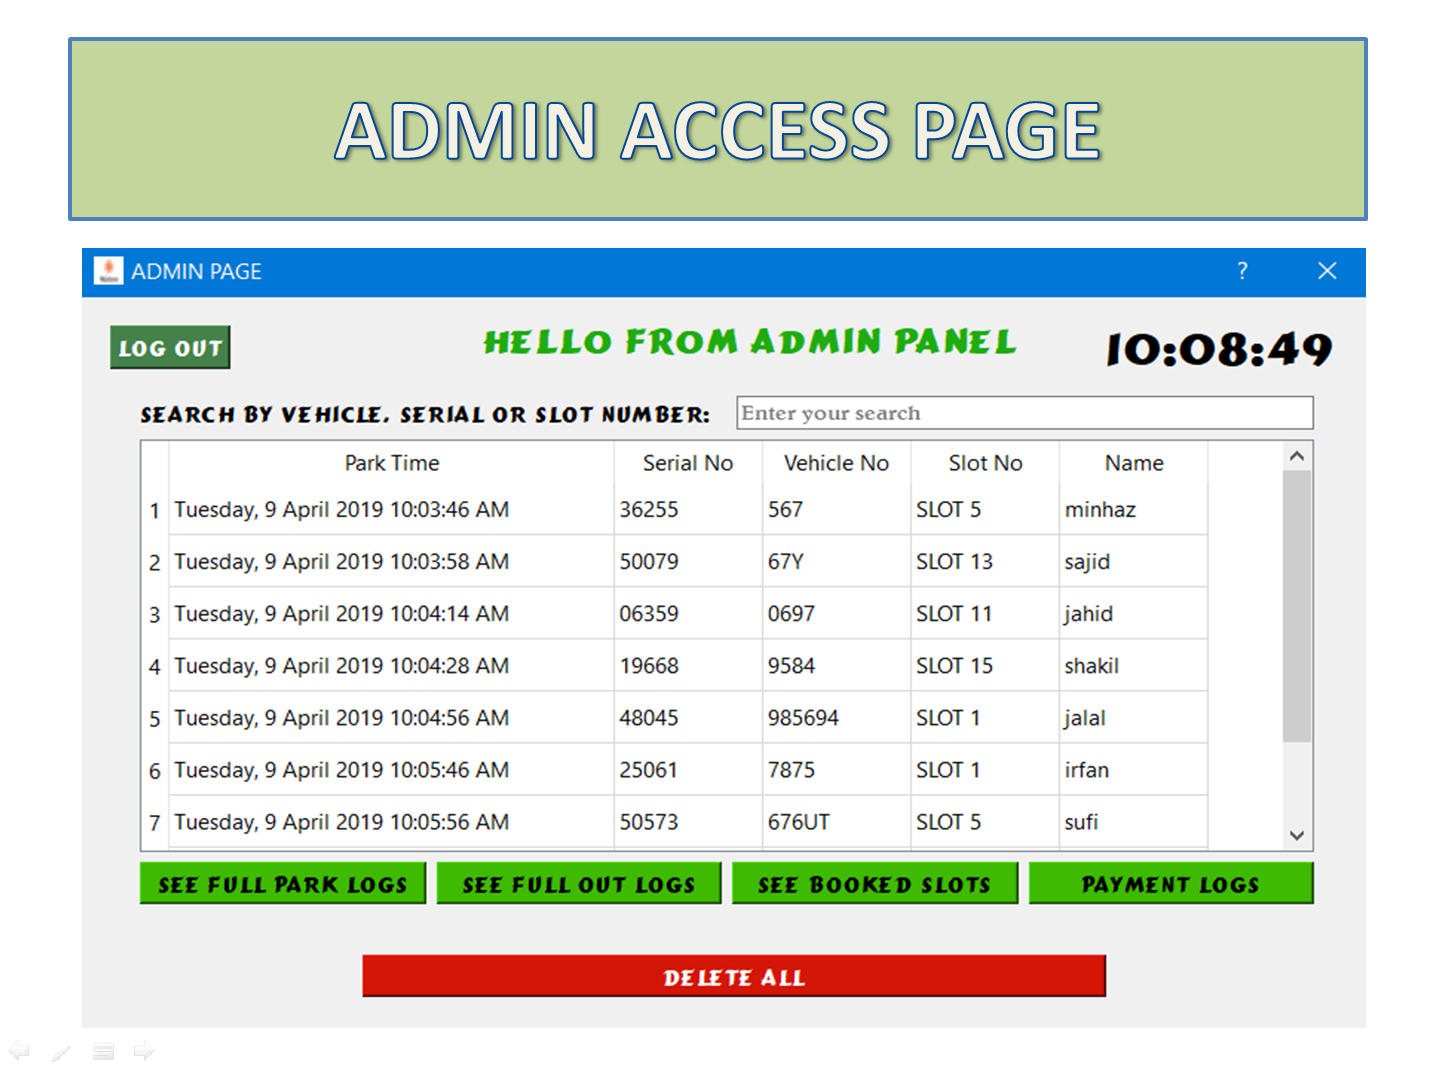 ADMIN ACCESS PAGE
ADMIN PAGE ?
LOG OUT HELLO FROM ADMIN PANEL 10:08:49
SEARCH BY VEHICLE, SERIAL OR SLOT NUMBER: Enter your search
Park Time Serial No Vehicle No Slot No Name
1 Tuesday, 9 April 2019 10:03:46 AM 36255 567 SLOT 5 minhaz
2 Tuesday, 9 April 2019 10:03:58 AM 50079 67Y SLOT 13 sajid
3 Tuesday, 9 April 2019 10:04:14 AM 06359 0697 SLOT 11 jahid
4 Tuesday, 9 April 2019 10:04:28 AM 19668 9584 SLOT 15 shakil
5 Tuesday, 9 April 2019 10:04:56 AM 48045 985694 SLOT 1 jalal
6 Tuesday, 9 April 2019 10:05:46 AM 25061 7875 SLOT 1 irfan
7 Tuesday, 9 April 2019 10:05:56 AM 50573 676UT SLOT 5 sufi
SEE FULL PARK LOGS SEE FULL OUT LOGS SEE BOOKED SLOTS PAYMENT LOGS
DELETE ALL